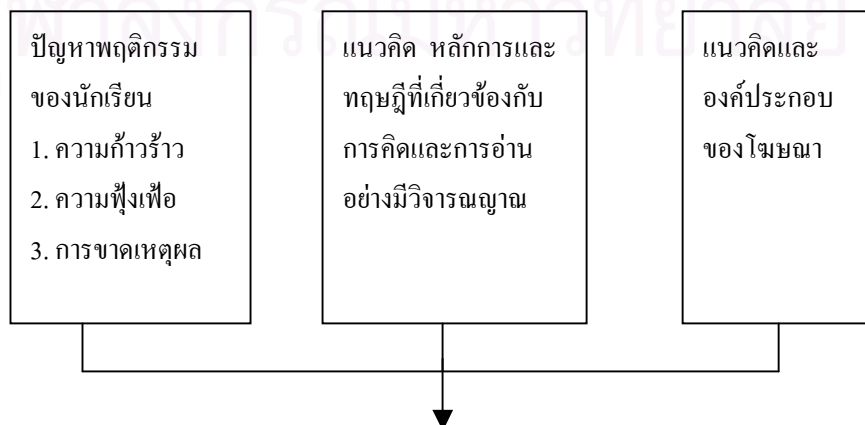 ปัญหาพฤติกรรม
ของนักเรียน
1. ความก้าวร้าว
2. ความฟุ้งเฟ้อ
3. การขาดเหตุผล
แนวคิด หลักการและ
ทฤษฎีที่เกี่ยวข้องกับ
การคิดและการอ่าน
อย่างมีวิจารณญาณ
แนวคิดและ
องค์ประกอบ
ของโฆษณา